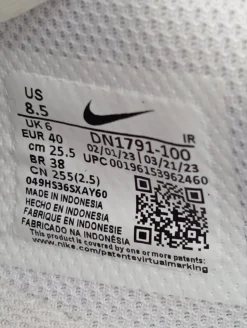 US
8.5
UK 6
EUR 40
cm 25.5
BR 38
CN 255(2.5)
IR
DN1791-100
02/01/23 | 03/21/23
UPC 00196153962460
049HS36SXAY60
MADE IN INDONESIA
HECHO EN INDONESIA
FABRIQUE EN INDONESIE
FABRICADO NA INDONÉSIA
This product is covered by one or more patents:
www.nike.com/patentsvirtualmarking